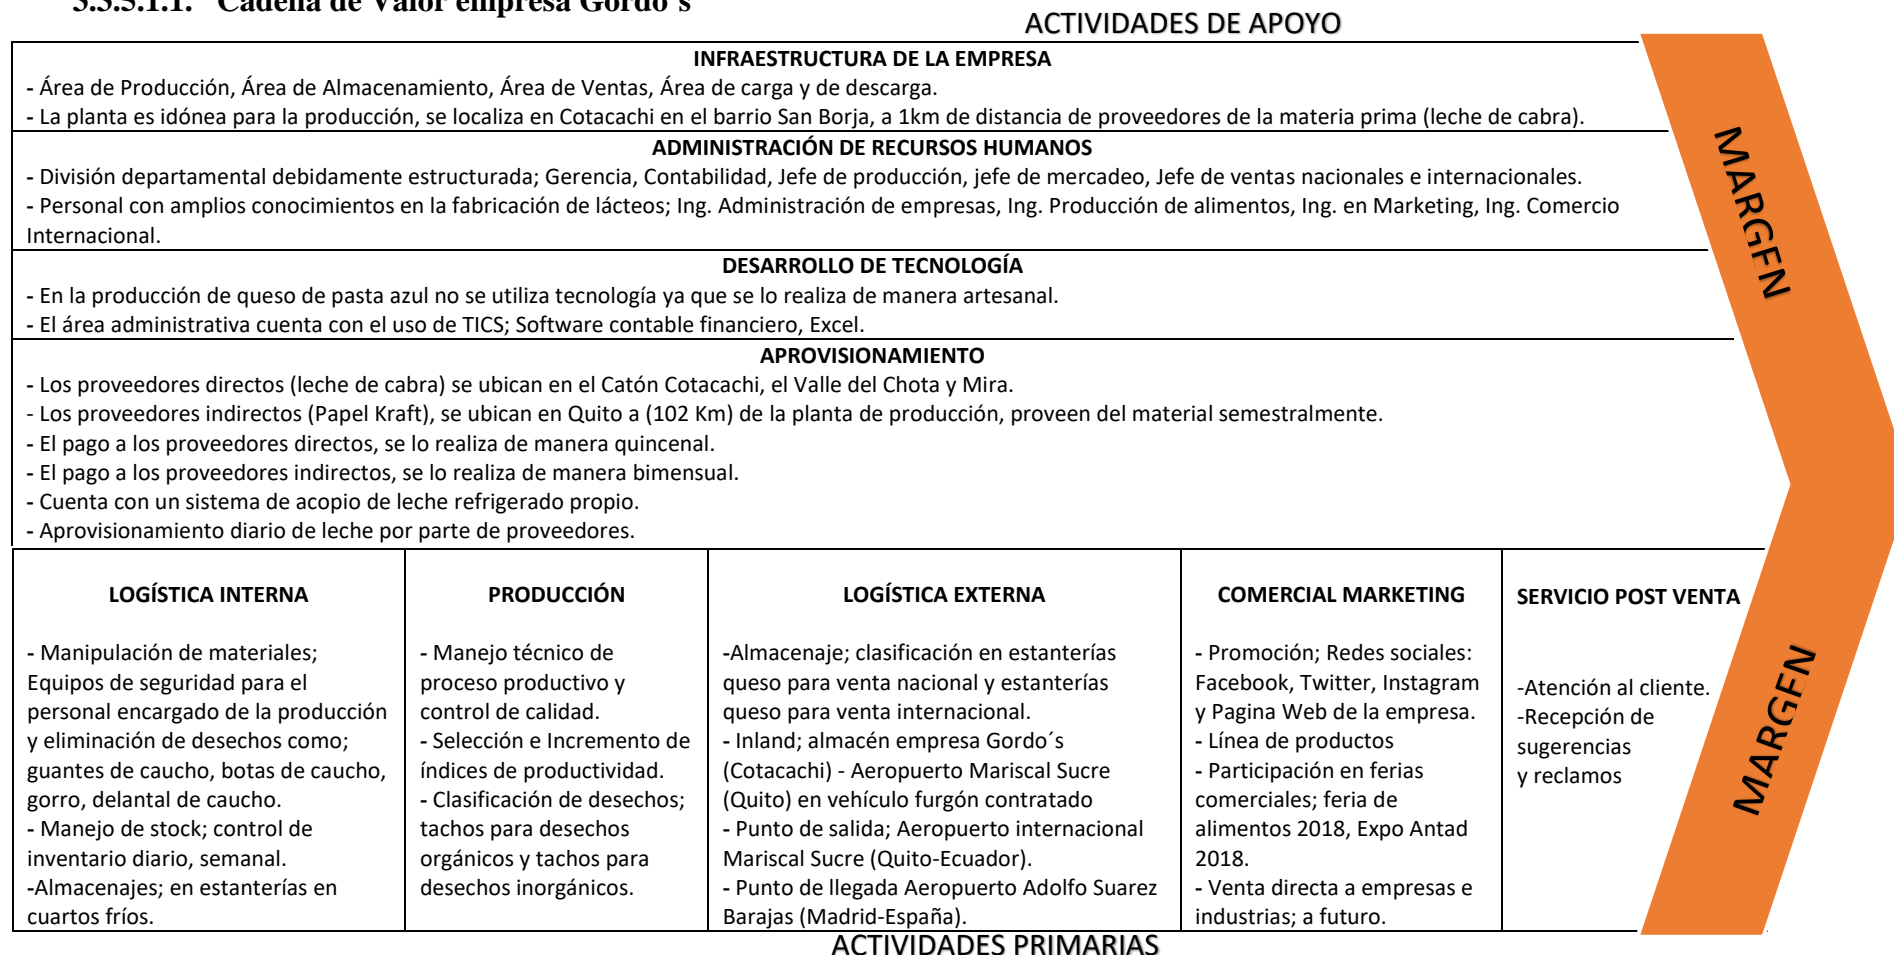 3.3.5.1.1. Cadena de Valor empresa Gordo´s
ACTIVIDADES DE APOYO
INFRAESTRUCTURA DE LA EMPRESA
- Área de Producción, Área de Almacenamiento, Área de Ventas, Área de carga y de descarga.
- La planta es idónea para la producción, se localiza en Cotacachi en el barrio San Borja, a 1km de distancia de proveedores de la materia prima (leche de cabra).
ADMINISTRACIÓN DE RECURSOS HUMANOS
- División departamental debidamente estructurada; Gerencia, Contabilidad, Jefe de producción, jefe de mercadeo, Jefe de ventas nacionales e internacionales.
- Personal con amplios conocimientos en la fabricación de lácteos; Ing. Administración de empresas, Ing. Producción de alimentos, Ing. en Marketing, Ing. Comercio
Internacional.
DESARROLLO DE TECNOLOGÍA
- En la producción de queso de pasta azul no se utiliza tecnología ya que se lo realiza de manera artesanal.
- El área administrativa cuenta con el uso de TICS; Software contable financiero, Excel.
APROVISIONAMIENTO
- Los proveedores directos (leche de cabra) se ubican en el Catón Cotacachi, el Valle del Chota y Mira.
- Los proveedores indirectos (Papel Kraft), se ubican en Quito a (102 Km) de la planta de producción, proveen del material semestralmente.
- El pago a los proveedores directos, se lo realiza de manera quincenal.
- El pago a los proveedores indirectos, se lo realiza de manera bimensual.
- Cuenta con un sistema de acopio de leche refrigerado propio.
- Aprovisionamiento diario de leche por parte de proveedores.
MARGEN
LOGÍSTICA INTERNA
- Manipulación de materiales;
Equipos de seguridad para el
personal encargado de la producción
y eliminación de desechos como;
guantes de caucho, botas de caucho,
gorro, delantal de caucho.
- Manejo de stock; control de
inventario diario, semanal.
-Almacenajes; en estanterías en
cuartos fríos.
PRODUCCIÓN
- Manejo técnico de
proceso productivo y
control de calidad.
- Selección e Incremento de
índices de productividad.
- Clasificación de desechos;
tachos para desechos
orgánicos y tachos para
desechos inorgánicos.
LOGÍSTICA EXTERNA
-Almacenaje; clasificación en estanterías
queso para venta nacional y estanterías
queso para venta internacional.
- Inland; almacén empresa Gordo´s
(Cotacachi) - Aeropuerto Mariscal Sucre
(Quito) en vehículo furgón contratado
- Punto de salida; Aeropuerto internacional
Mariscal Sucre (Quito-Ecuador).
- Punto de llegada Aeropuerto Adolfo Suarez
Barajas (Madrid-España).
COMERCIAL MARKETING
- Promoción; Redes sociales:
Facebook, Twitter, Instagram
y Pagina Web de la empresa.
- Línea de productos
- Participación en ferias
comerciales; feria de
alimentos 2018, Expo Antad
2018.
- Venta directa a empresas e
industrias; a futuro.
SERVICIO POST VENTA
-Atención al cliente.
-Recepción de
sugerencias
y reclamos
MARGEN
ACTIVIDADES PRIMARIAS